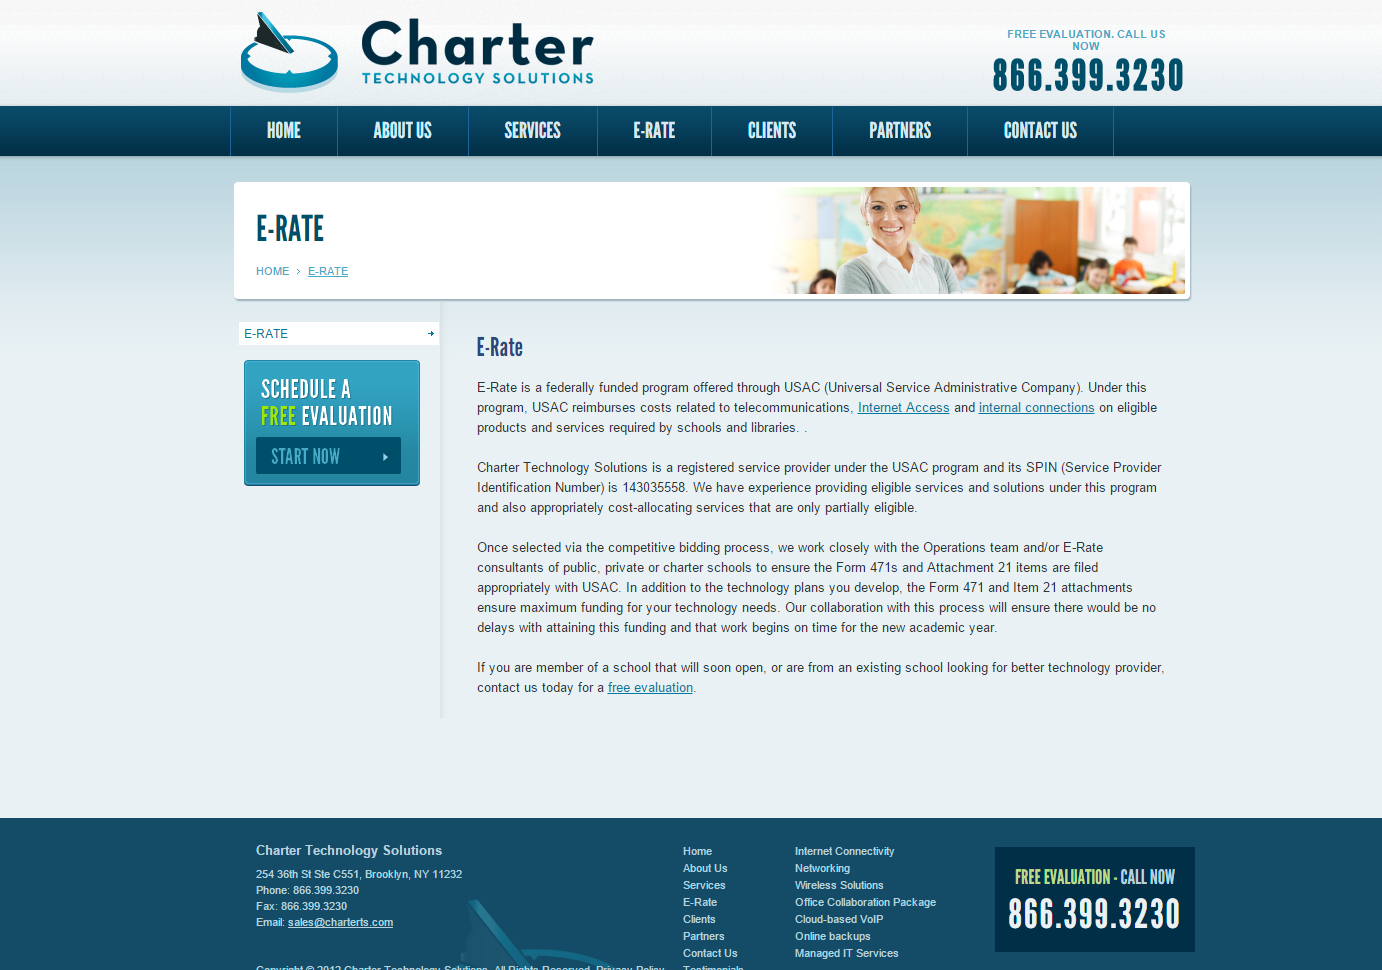 Charter
TECHNOLOGY SOLUTIONS
FREE EVALUATION. CALL US
NOW
866.399.3230
HOME
ABOUT US
SERVICES
E-RATE
CLIENTS
PARTNERS
CONTACT US
E-RATE
HOME
E-RATE
E-RATE
SCHEDULE A
FREE EVALUATION
START NOW
E-Rate
E-Rate is a federally funded program offered through USAC (Universal Service Administrative Company). Under this
program, USAC reimburses costs related to telecommunications, Internet Access and internal connections on eligible
products and services required by schools and libraries. .
Charter Technology Solutions is a registered service provider under the USAC program and its SPIN (Service Provider
Identification Number) is 143035558. We have experience providing eligible services and solutions under this program
and also appropriately cost-allocating services that are only partially eligible.
Once selected via the competitive bidding process, we work closely with the Operations team and/or E-Rate
consultants of public, private or charter schools to ensure the Form 471s and Attachment 21 items are filed
appropriately with USAC. In addition to the technology plans you develop, the Form 471 and Item 21 attachments
ensure maximum funding for your technology needs. Our collaboration with this process will ensure there would be no
delays with attaining this funding and that work begins on time for the new academic year.
If you are member of a school that will soon open, or are from an existing school looking for better technology provider,
contact us today for a free evaluation.
Charter Technology Solutions
254 36th St Ste C551, Brooklyn, NY 11232
Phone: 866.399.3230
Fax: 866.399.3230
Email: sales@charterts.com
Copyright © 2012 Charter Technology Solutions. All Rights Reserved. Privacy Policy
Home
About Us
Services
E-Rate
Clients
Partners
Contact Us
Testimonials
Internet Connectivity
Networking
Wireless Solutions
Office Collaboration Package
Cloud-based VoIP
Online backups
Managed IT Services
FREE EVALUATION - CALL NOW
866.399.3230